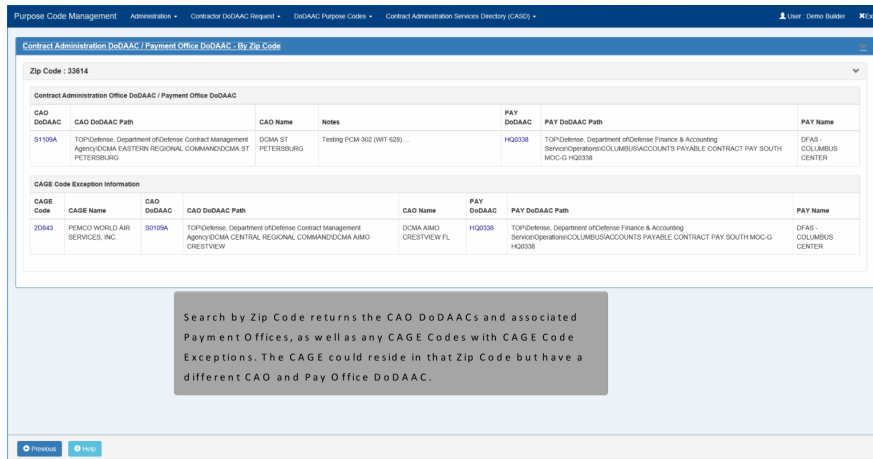 Purpose Code Management Administration Contractor DoDAAC Request DoDAAC Purpose Codes Contract Administration Services Directory (CASD) User : Demo Builder Ex
Contract Administration DoDAAC / Payment Office DoDAAC - By Zip Code
Zip Code : 33614
Contract Administration Office DoDAAC / Payment Office DoDAAC
CAO DoDAAC CAO DoDAAC Path CAO Name Notes PAY DoDAAC PAY DoDAAC Path PAY Name
S1109A TOP\Defense, Department of\Defense Contract Management DCMA ST Testing PCM-302 (WIT 628).... HQ0338 TOP\Defense, Department of\Defense Finance & Accounting DFAS -
Agency\DCMA EASTERN REGIONAL COMMAND\DCMA ST PETERSBURG Service\Operations\COLUMBUS\ACCOUNTS PAYABLE CONTRACT PAY SOUTH COLUMBUS
PETERSBURG MOC-G HQ0338 CENTER
CAGE Code Exception Information
CAGE Code CAGE Name CAO DoDAAC CAO DoDAAC Path CAO Name PAY DoDAAC PAY DoDAAC Path PAY Name
2D843 PEMCO WORLD AIR S0109A TOP\Defense, Department of\Defense Contract Management DCMA AIMO HQ0338 TOP\Defense, Department of\Defense Finance & Accounting DFAS -
SERVICES, INC. Agency\DCMA CENTRAL REGIONAL COMMAND\DCMA AIMO CRESTVIEW FL Service\Operations\COLUMBUS\ACCOUNTS PAYABLE CONTRACT PAY SOUTH MOC-G COLUMBUS
CRESTVIEW HQ0338 CENTER
Search by Zip Code returns the CAO DoDAACs and associated
Payment Offices, as well as any CAGE Codes with CAGE Code
Exceptions. The CAGE could reside in that Zip Code but have a
different CAO and Pay Office DoDAAC.
Previous Help